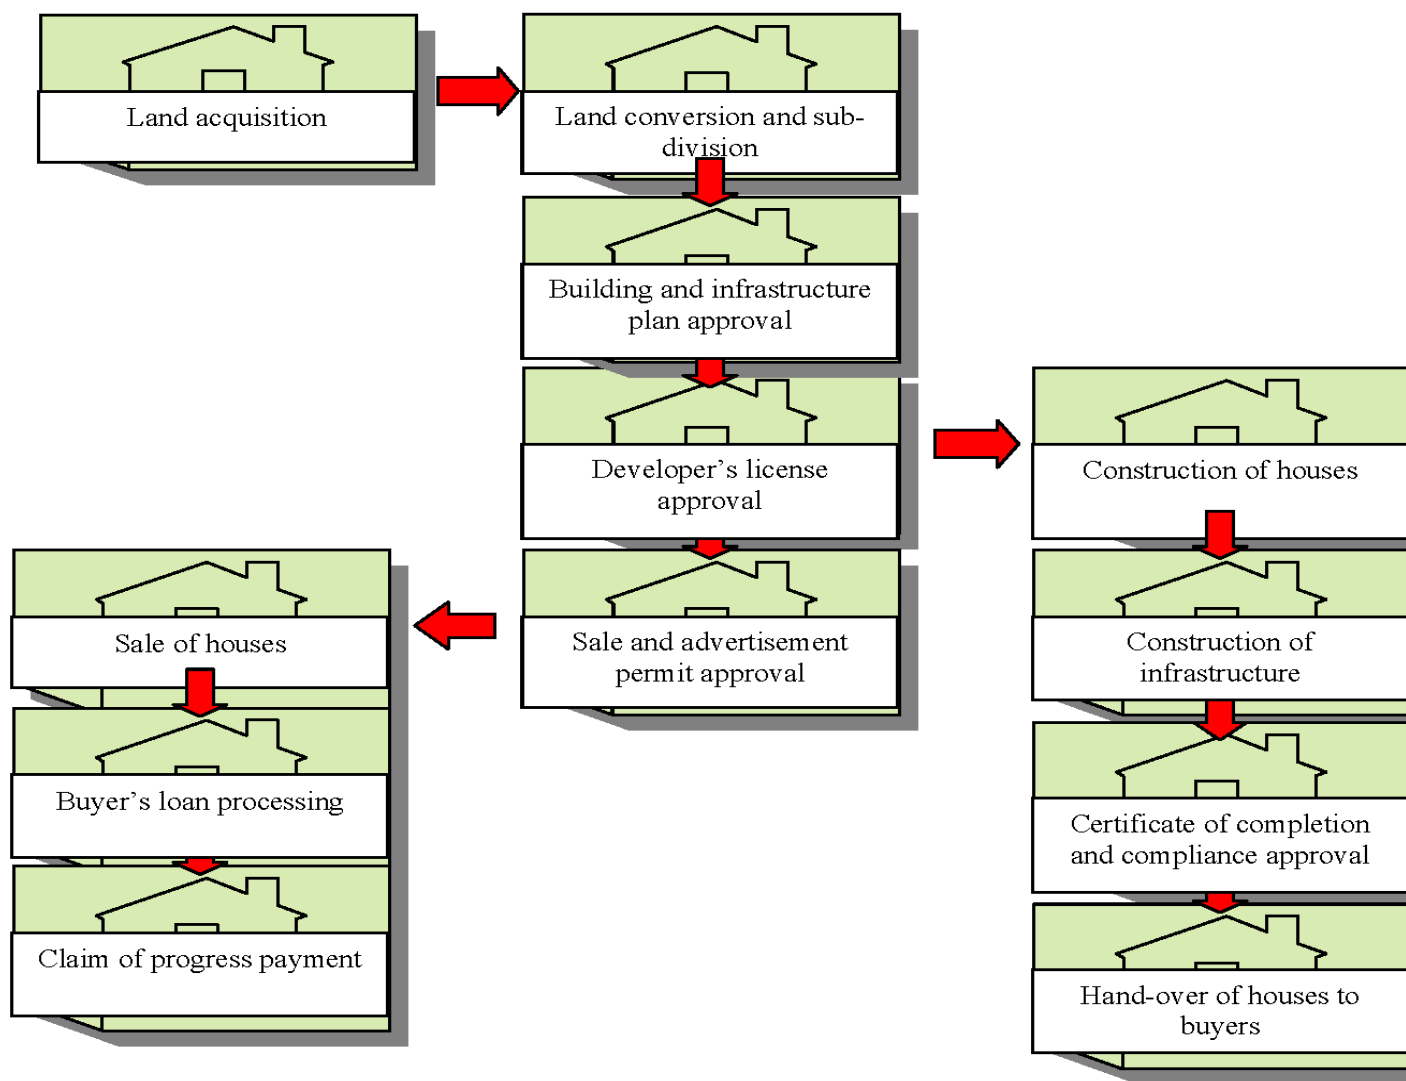 Land acquisition
Land conversion and sub-
division
Building and infrastructure
plan approval
Developer’s license
approval
Sale and advertisement
permit approval
Sale of houses
Buyer’s loan processing
Claim of progress payment
Construction of houses
Construction of
infrastructure
Certificate of completion
and compliance approval
Hand-over of houses to
buyers